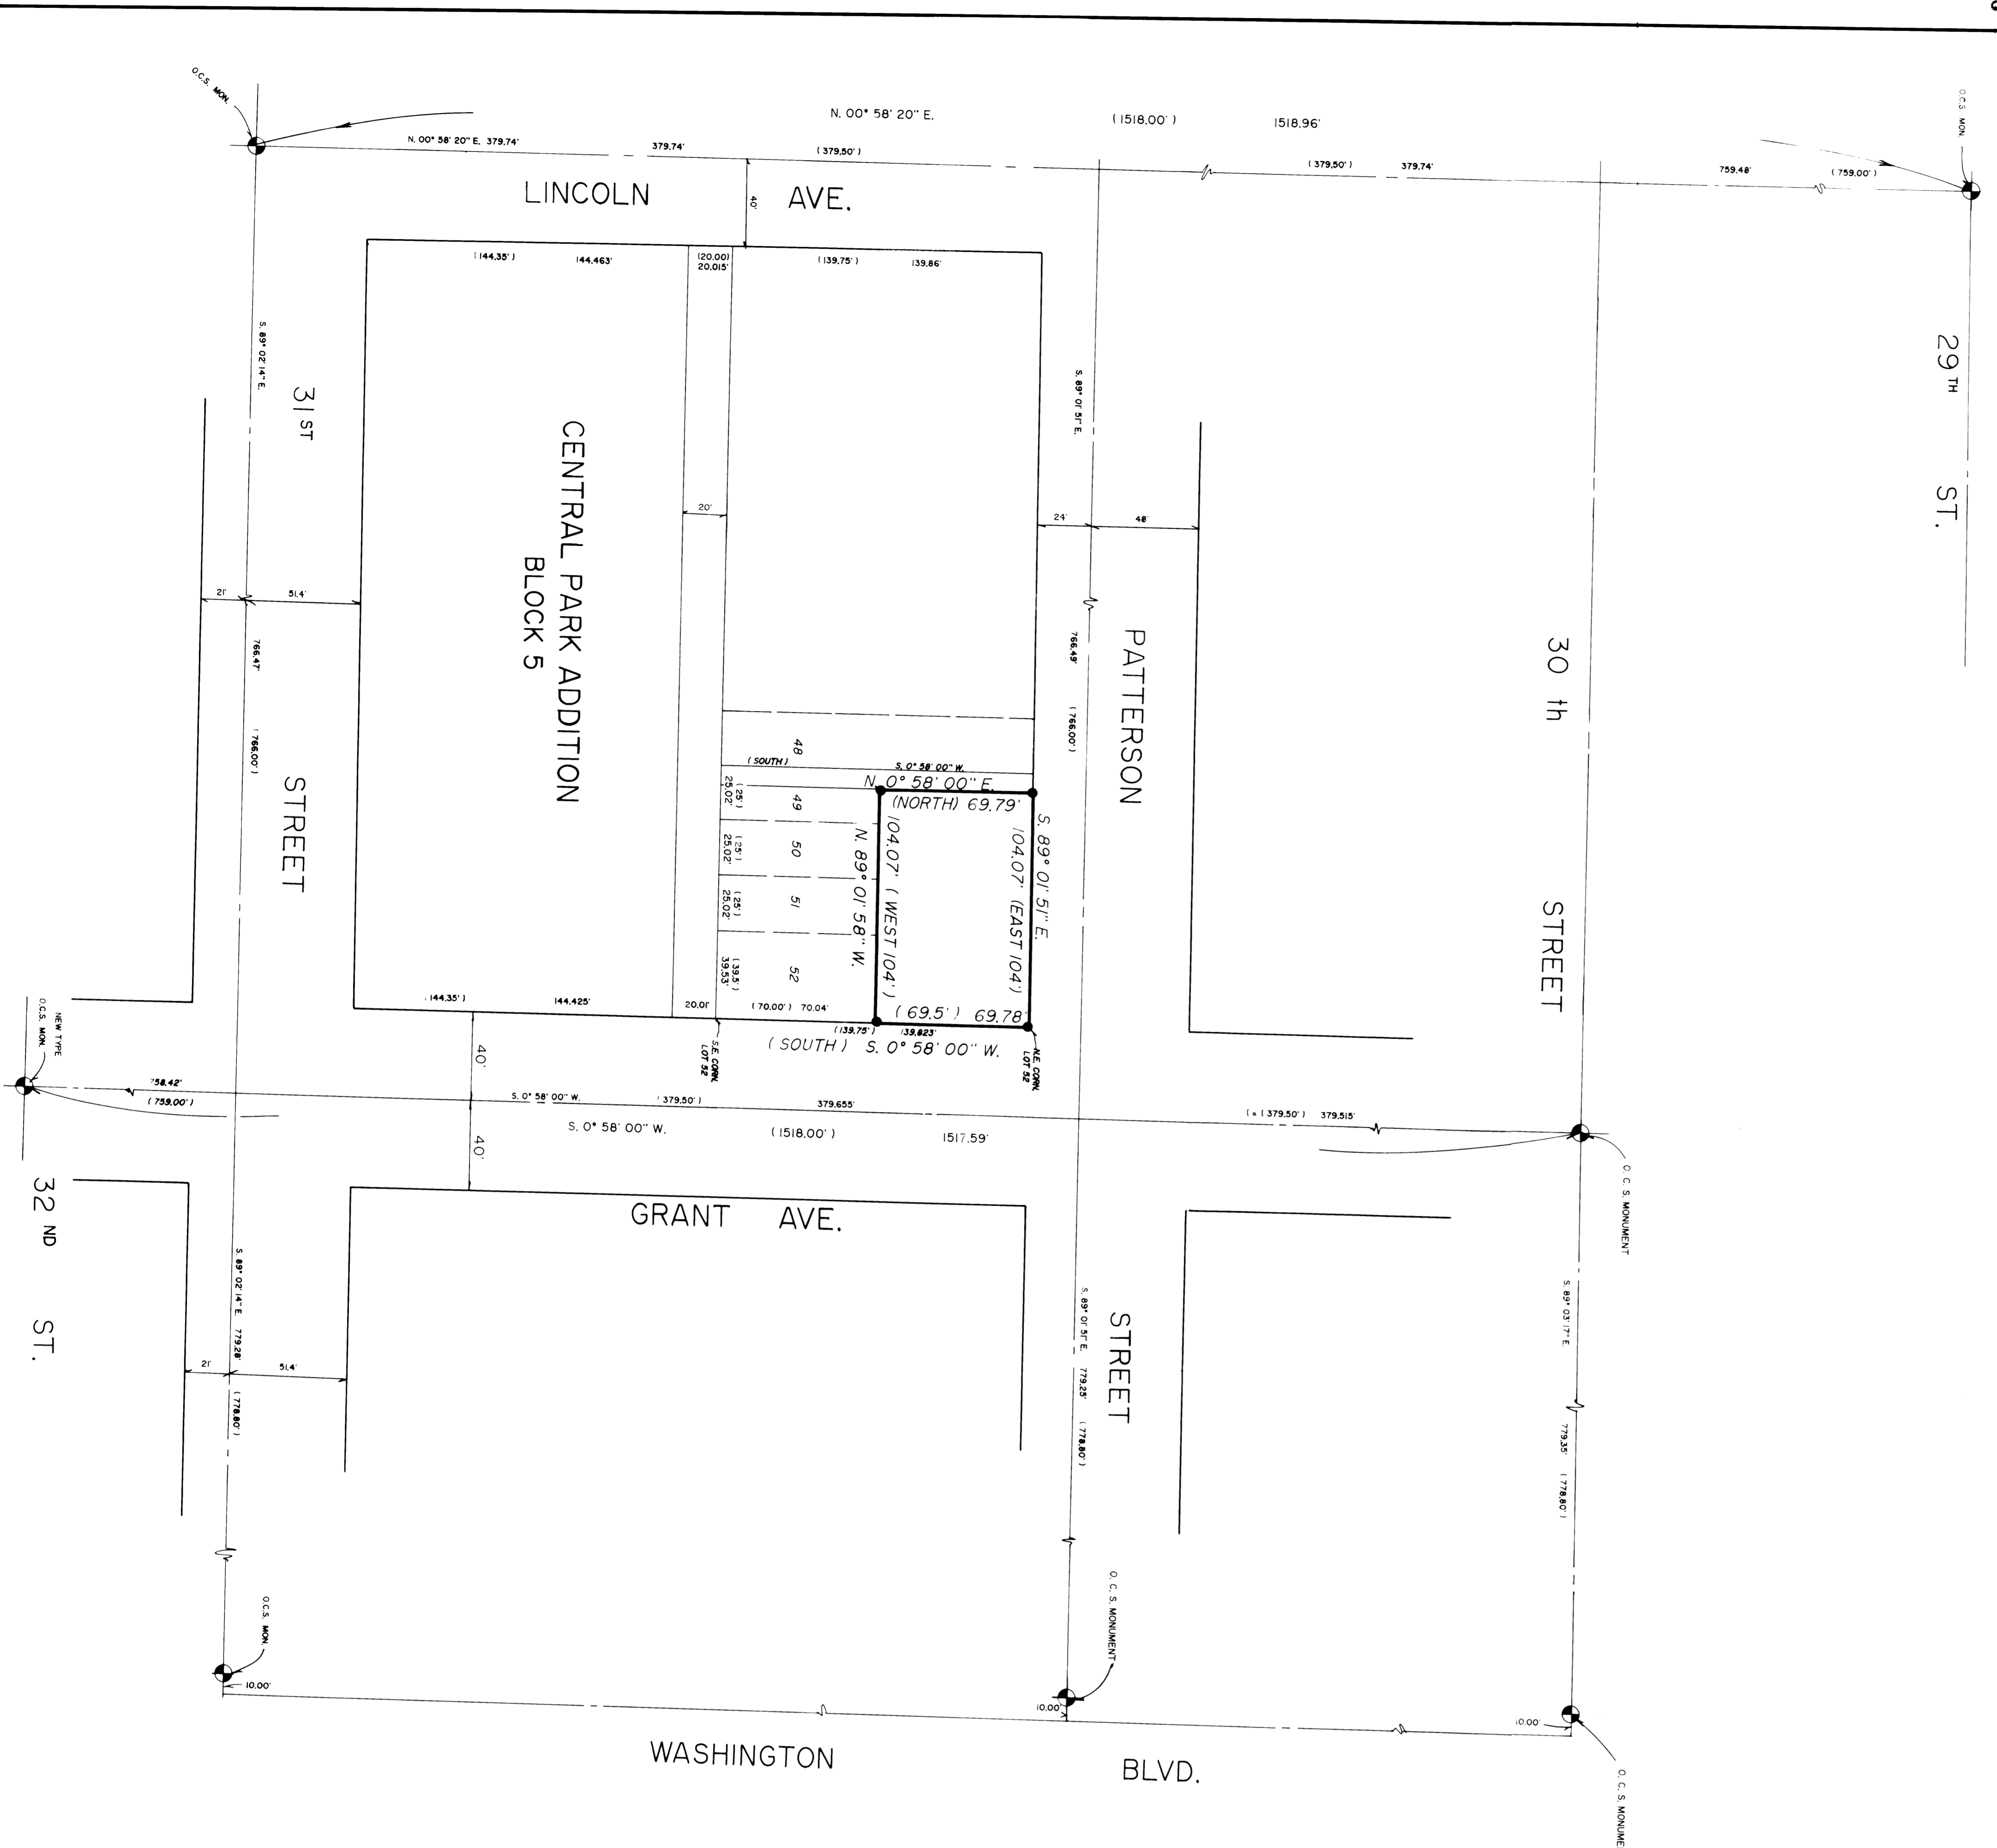 O.C.S. MON.
N. 00° 58' 20" E.
(1518.00')
1518.96'
O.C.S. MON.
N. 00° 58' 20" E. 379.74'
379.74'
(379.50')
(379.50')
379.74'
759.48'
(759.00')
LINCOLN AVE.
40'
(144.35')
144.463'
(20.00)
20.015'
(139.75')
139.86'
29TH ST.
S. 89° 02' 14" E.
31ST STREET
S. 89° 01' 51" E.
CENTRAL PARK ADDITION
BLOCK 5
20'
24'
48'
21'
51.4'
766.47'
(766.00')
766.49'
(766.00')
PATTERSON STREET
30 th STREET
48
(SOUTH)
S. 0° 58' 00" W.
N. 0° 58' 00" E.
(NORTH) 69.79'
(25')
25.02'
49
(25')
25.02'
50
(25')
25.02'
51
(39.5')
39.53'
52
N. 89° 01' 58" W.
104.07' (WEST 104')
104.07' (EAST 104')
S. 89° 01' 51" E.
(69.5') 69.78'
(144.35')
144.425'
20.01'
(70.00') 70.04'
(139.75')
139.823'
(SOUTH) S. 0° 58' 00" W.
S.E. CORN.
LOT 52
N.E. CORN.
LOT 52
40'
40'
NEW TYPE
O.C.S. MON.
758.42'
(759.00')
S. 0° 58' 00" W.
(379.50')
379.655'
(379.50') 379.515'
S. 0° 58' 00" W.
(1518.00')
1517.59'
O. C. S. MONUMENT
32ND ST.
GRANT AVE.
S. 89° 02' 14" E. 779.28' (778.80')
21'
51.4'
S. 89° 01' 51" E. 779.25' (778.80')
S. 89° 03' 17" E. 779.35' (778.80')
O.C.S. MON.
10.00'
O. C. S. MONUMENT
10.00'
10.00'
WASHINGTON BLVD.
O. C. S. MONUME